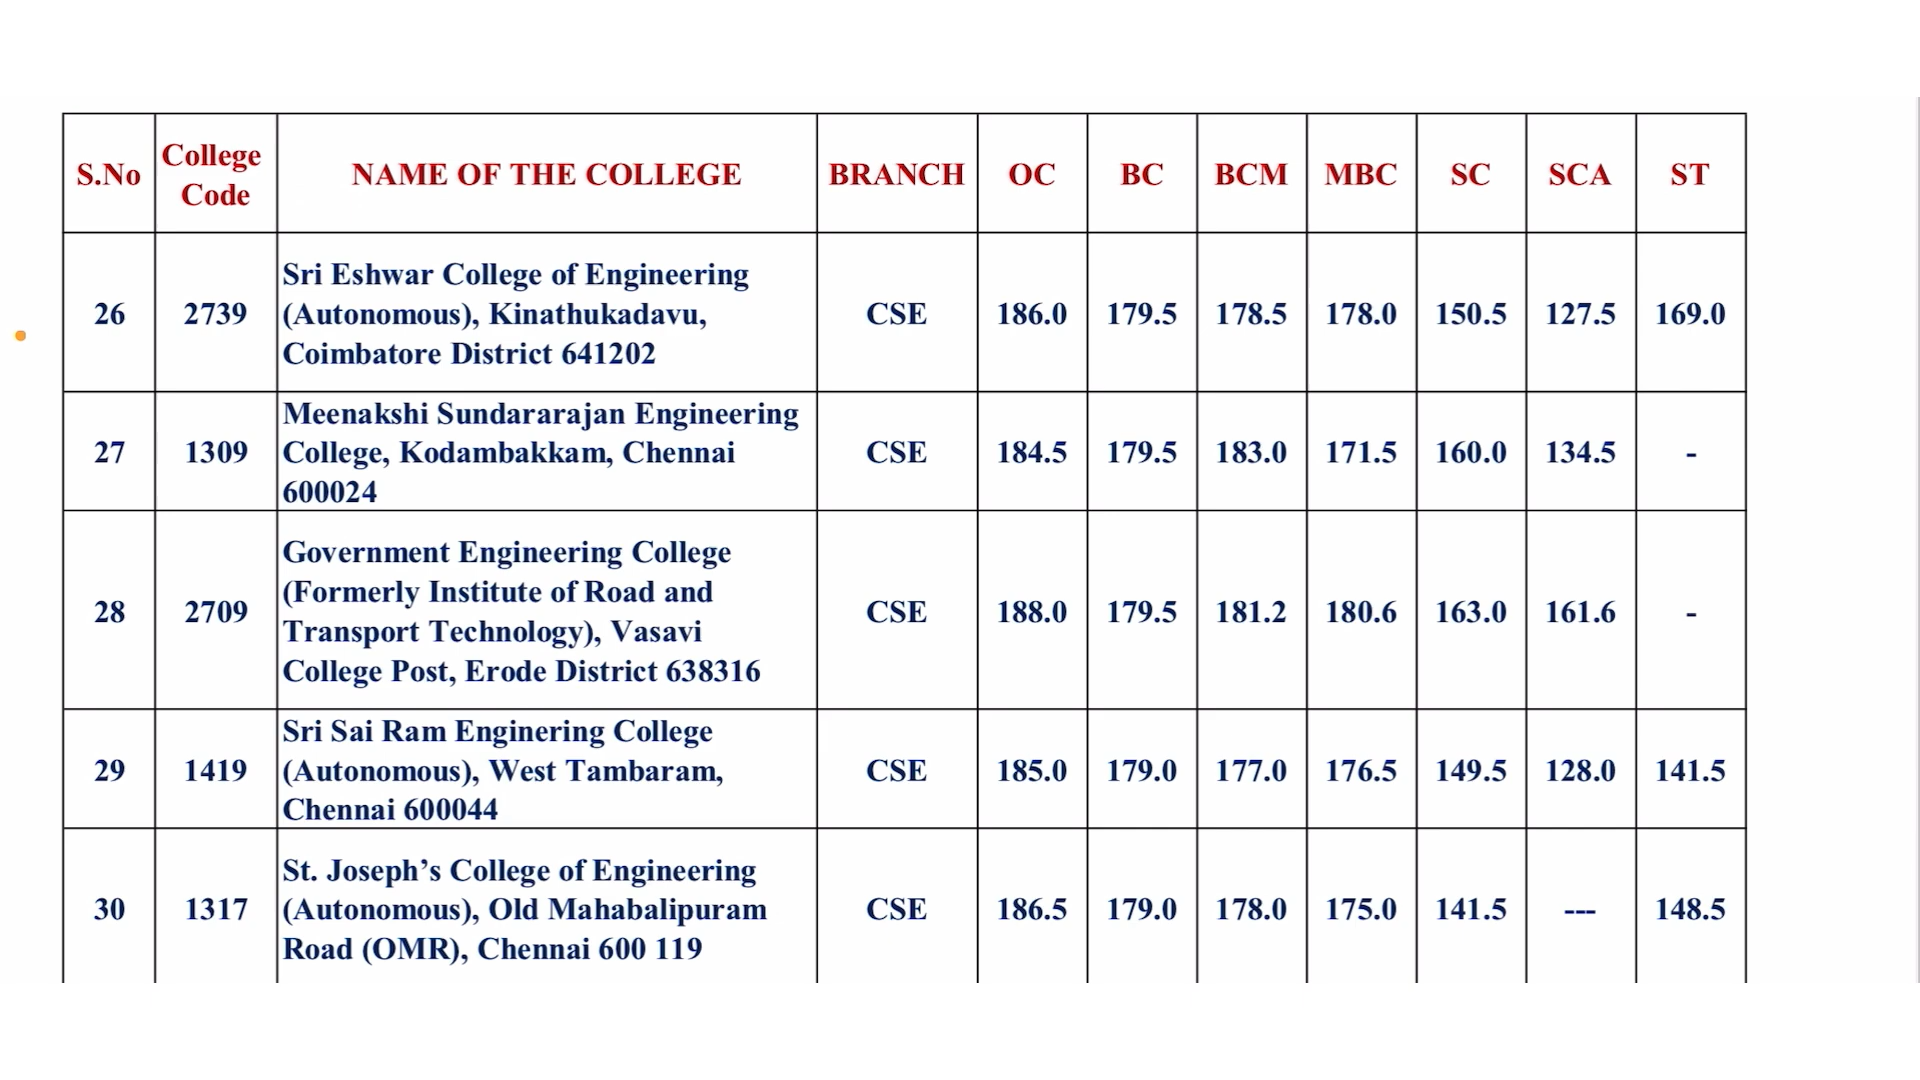 S.No College Code NAME OF THE COLLEGE BRANCH OC BC BCM MBC SC SCA ST
26 2739 Sri Eshwar College of Engineering
(Autonomous), Kinathukadavu,
Coimbatore District 641202 CSE 186.0 179.5 178.5 178.0 150.5 127.5 169.0
27 1309 Meenakshi Sundararajan Engineering
College, Kodambakkam, Chennai
600024 CSE 184.5 179.5 183.0 171.5 160.0 134.5 -
28 2709 Government Engineering College
(Formerly Institute of Road and
Transport Technology), Vasavi
College Post, Erode District 638316 CSE 188.0 179.5 181.2 180.6 163.0 161.6 -
29 1419 Sri Sai Ram Enginering College
(Autonomous), West Tambaram,
Chennai 600044 CSE 185.0 179.0 177.0 176.5 149.5 128.0 141.5
30 1317 St. Joseph’s College of Engineering
(Autonomous), Old Mahabalipuram
Road (OMR), Chennai 600 119 CSE 186.5 179.0 178.0 175.0 141.5 --- 148.5